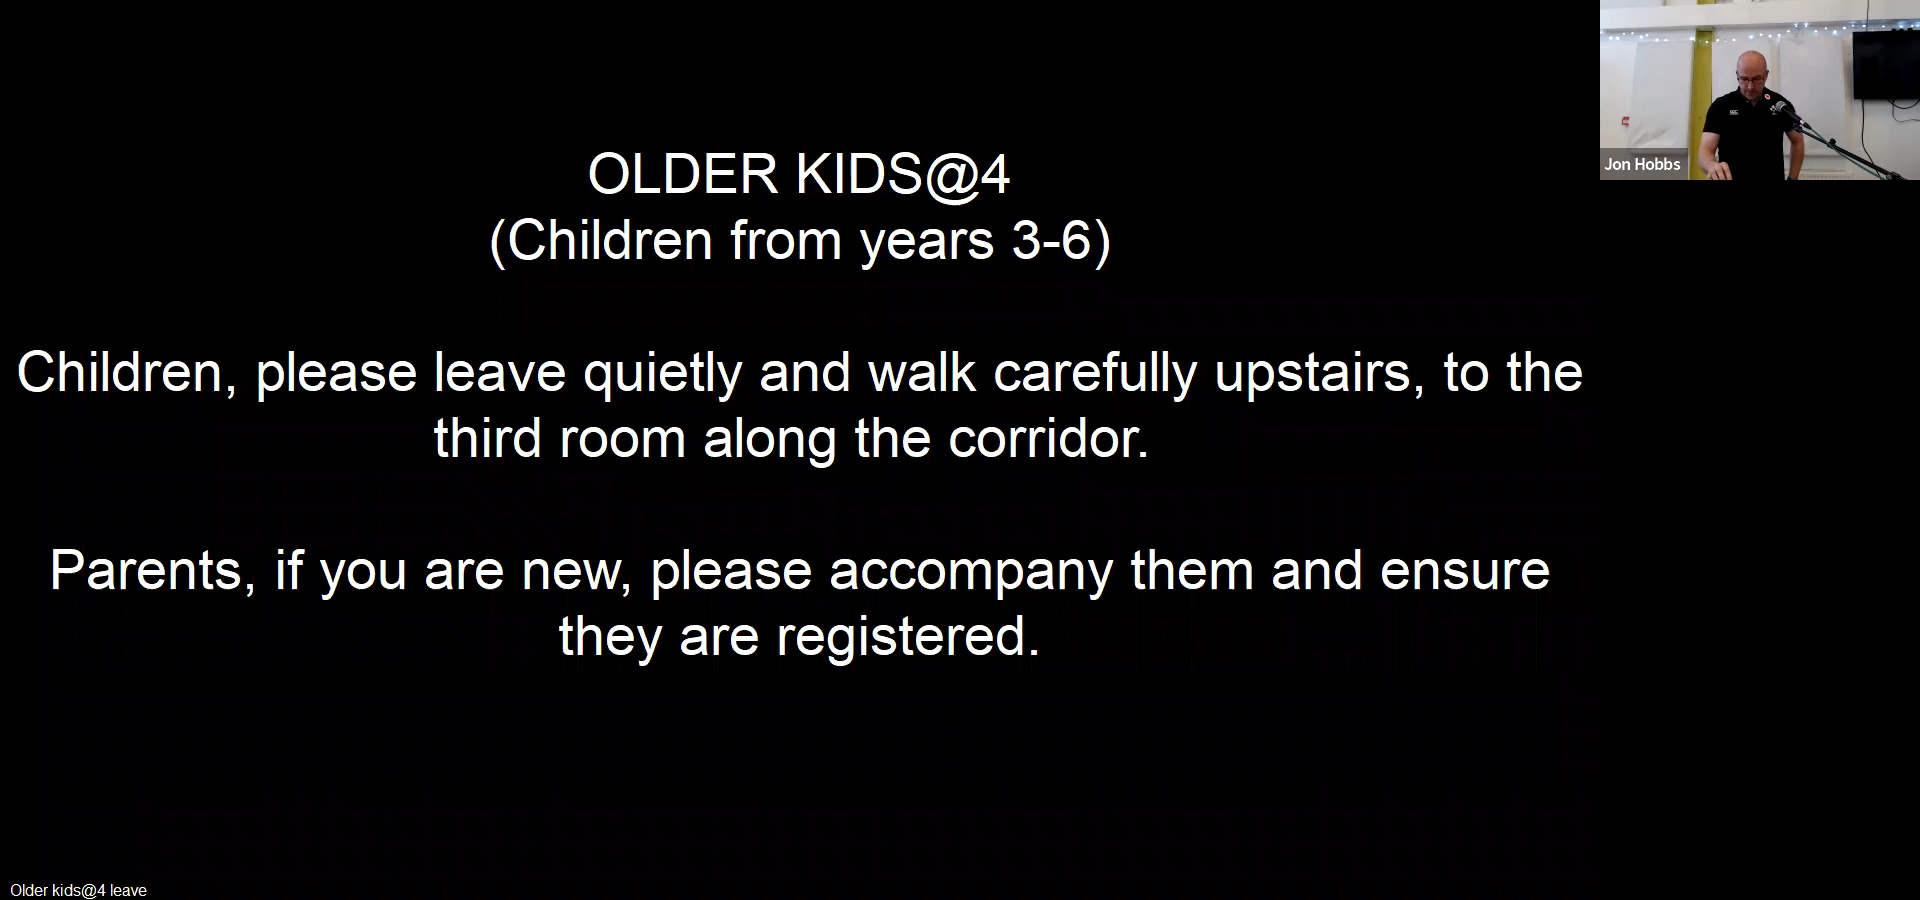 OLDER KIDS@4
(Children from years 3-6)
Children, please leave quietly and walk carefully upstairs, to the
third room along the corridor.
Parents, if you are new, please accompany them and ensure
they are registered.
Jon Hobbs
Older kids@4 leave